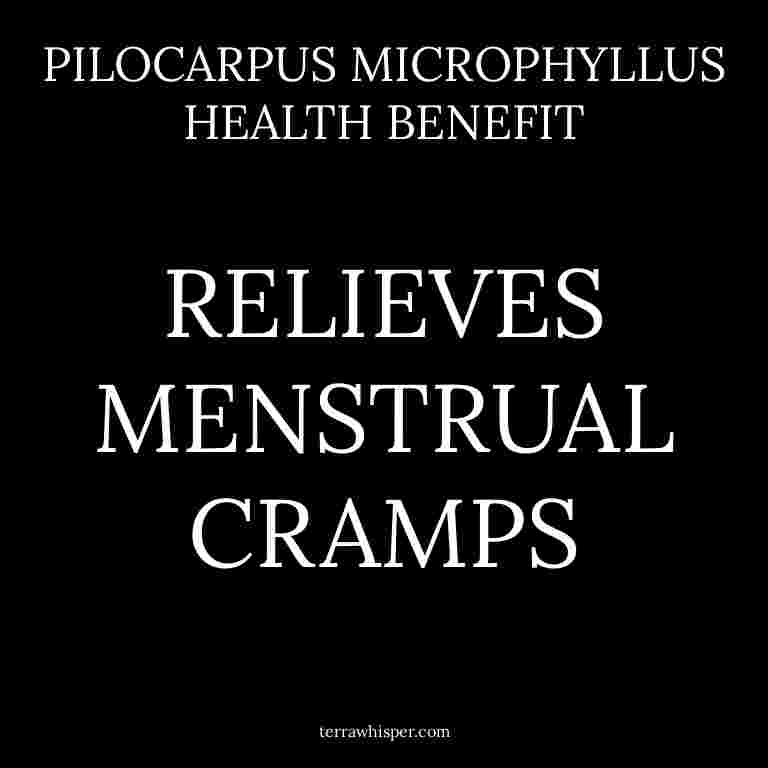 PILOCARPUS MICROPHYLLUS
HEALTH BENEFIT
RELIEVES
MENSTRUAL
CRAMPS
terrawhisper.com